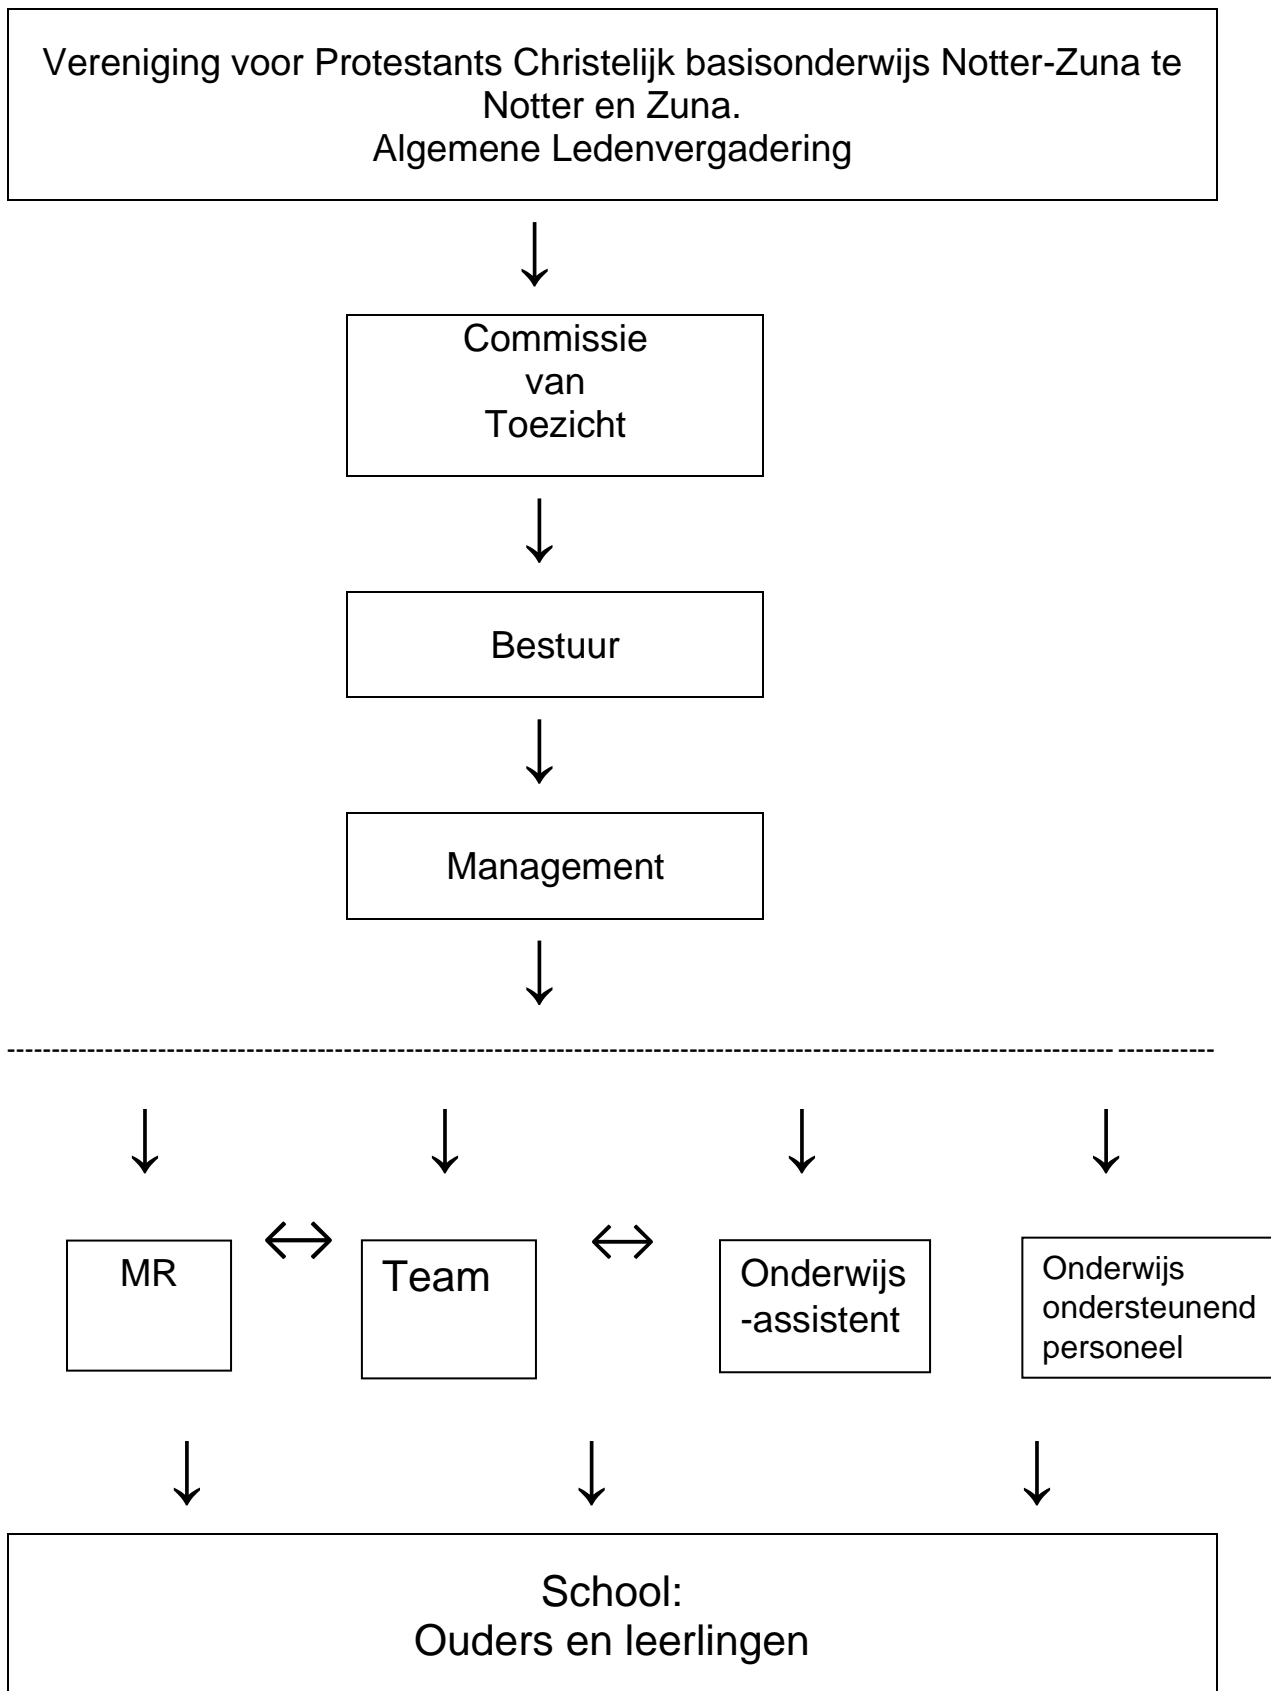 Vereniging voor Protestants Christelijk basisonderwijs Notter-Zuna te
Notter en Zuna.
Algemene Ledenvergadering
Commissie
van
Toezicht
Bestuur
Management
MR
Team
Onderwijs
-assistent
Onderwijs
ondersteunend
personeel
School:
Ouders en leerlingen